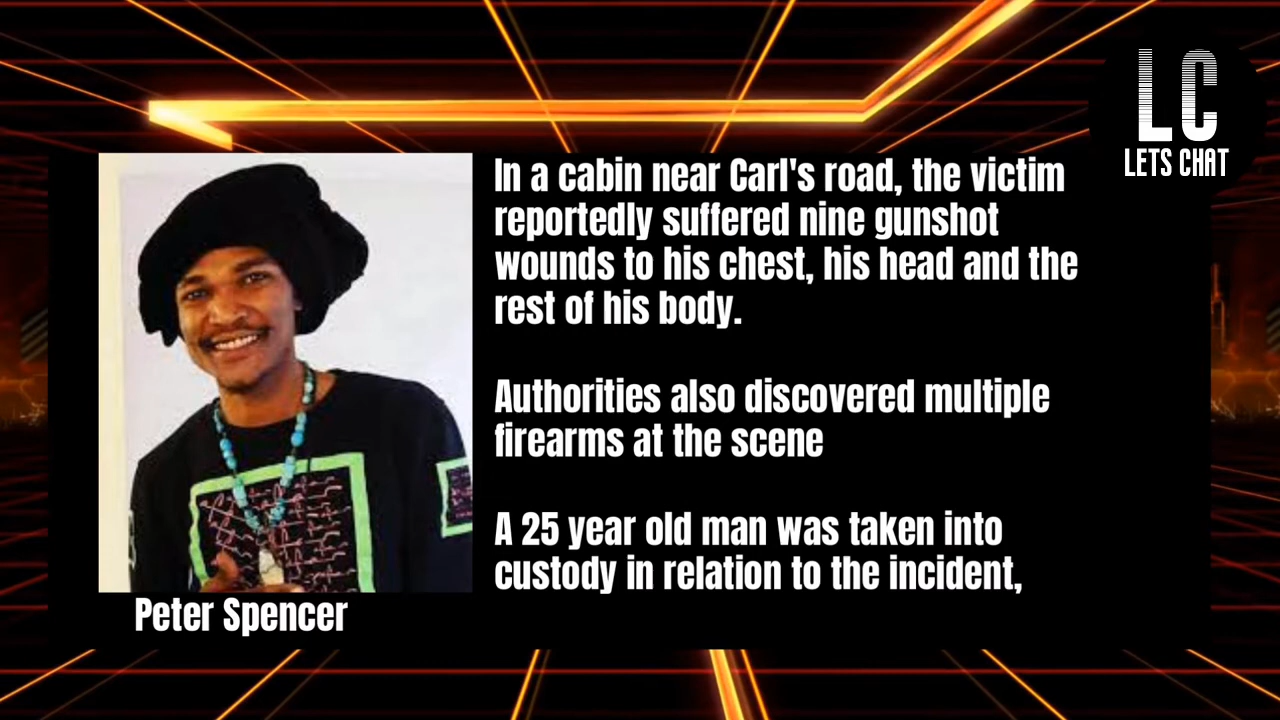 LC
LETS CHAT
In a cabin near Carl's road, the victim
reportedly suffered nine gunshot
wounds to his chest, his head and the
rest of his body.
Authorities also discovered multiple
firearms at the scene
A 25 year old man was taken into
custody in relation to the incident,
Peter Spencer